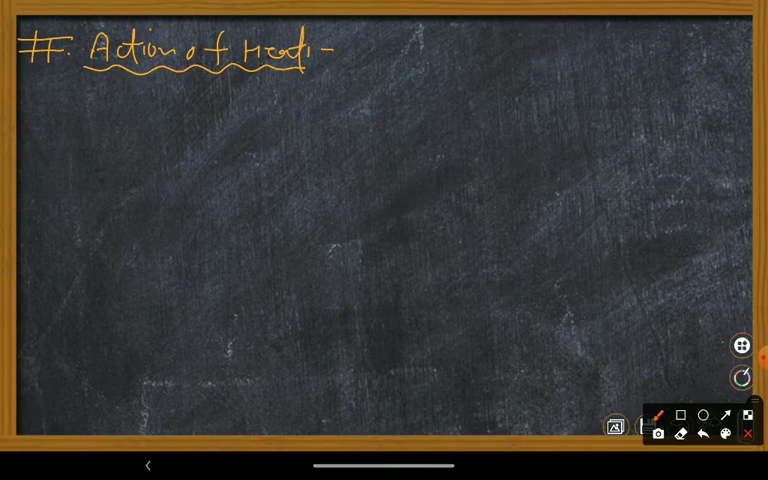 #. Action of Heat :-